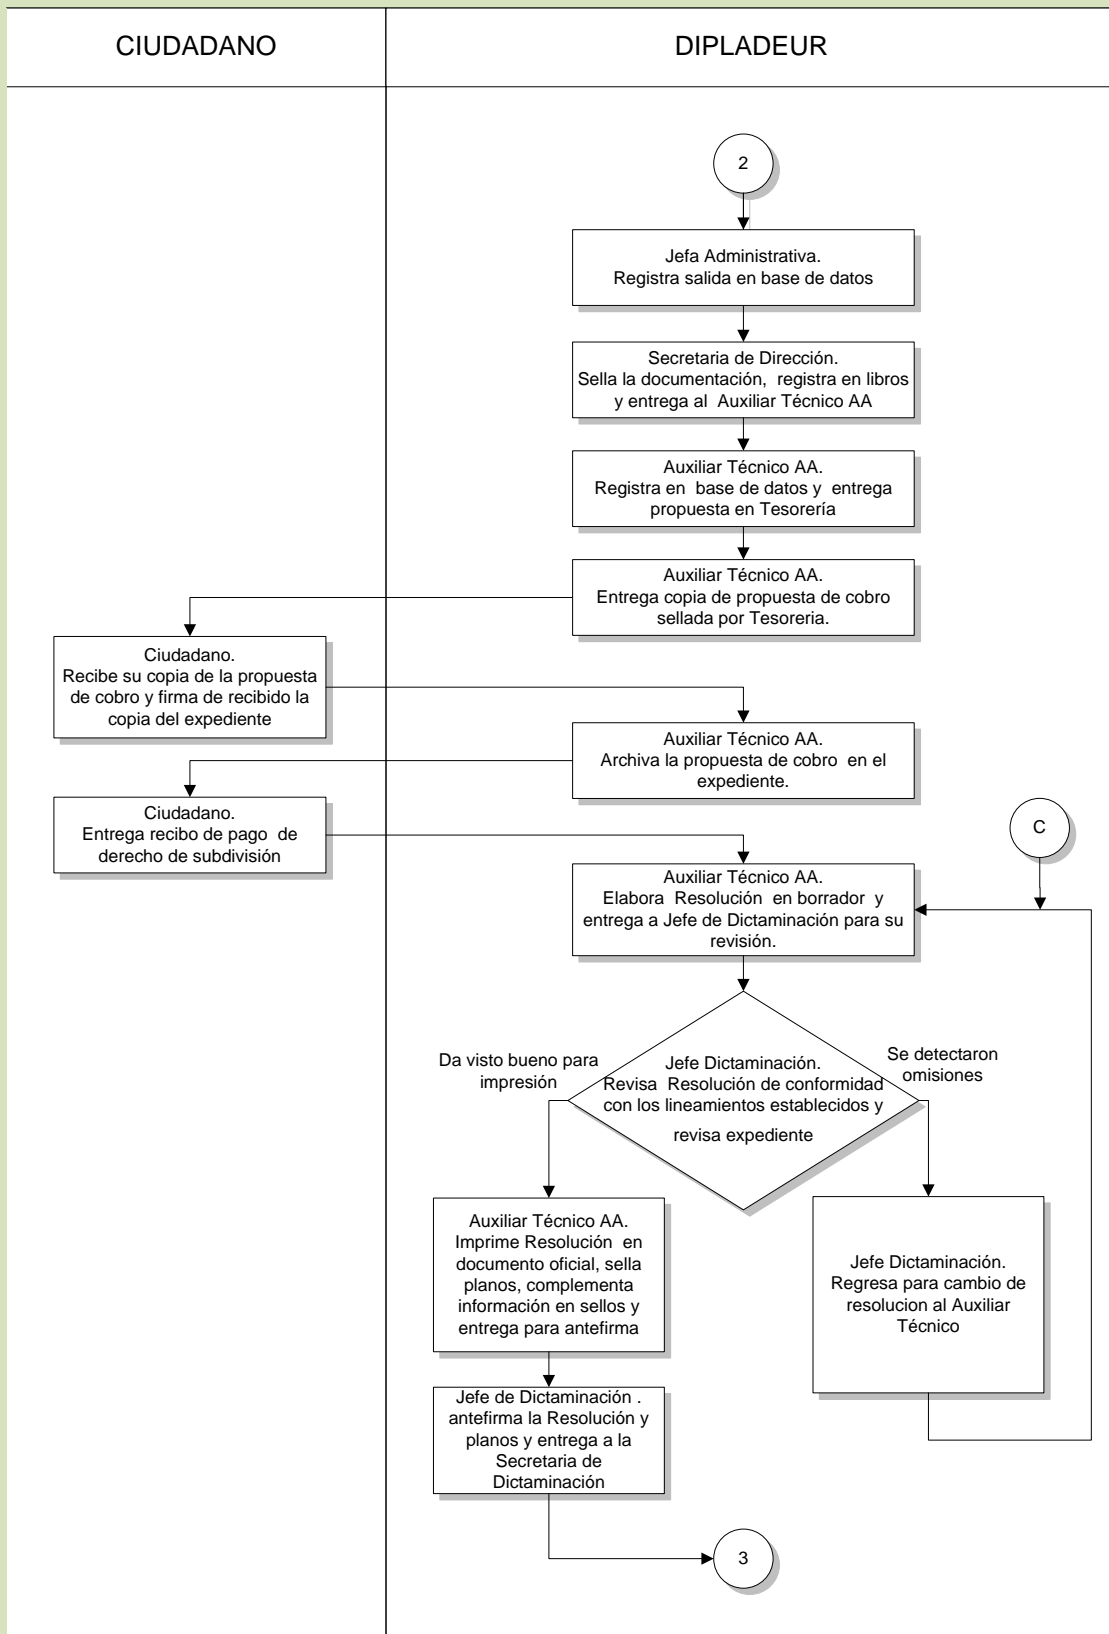 CIUDADANO
DIPLADEUR
2
Jefa Administrativa.
Registra salida en base de datos
Secretaria de Dirección.
Sella la documentación, registra en libros
y entrega al Auxiliar Técnico AA
Auxiliar Técnico AA.
Registra en base de datos y entrega
propuesta en Tesorería
Auxiliar Técnico AA.
Entrega copia de propuesta de cobro
sellada por Tesoreria.
Ciudadano.
Recibe su copia de la propuesta
de cobro y firma de recibido la
copia del expediente
Auxiliar Técnico AA.
Archiva la propuesta de cobro en el
expediente.
Ciudadano.
Entrega recibo de pago de
derecho de subdivisión
C
Auxiliar Técnico AA.
Elabora Resolución en borrador y
entrega a Jefe de Dictaminación para su
revisión.
Da visto bueno para
impresión
Jefe Dictaminación.
Revisa Resolución de conformidad
con los lineamientos establecidos y
revisa expediente
Se detectaron
omisiones
Auxiliar Técnico AA.
Imprime Resolución en
documento oficial, sella
planos, complementa
información en sellos y
entrega para antefirma
Jefe Dictaminación.
Regresa para cambio de
resolucion al Auxiliar
Técnico
Jefe de Dictaminación .
antefirma la Resolución y
planos y entrega a la
Secretaria de
Dictaminación
3